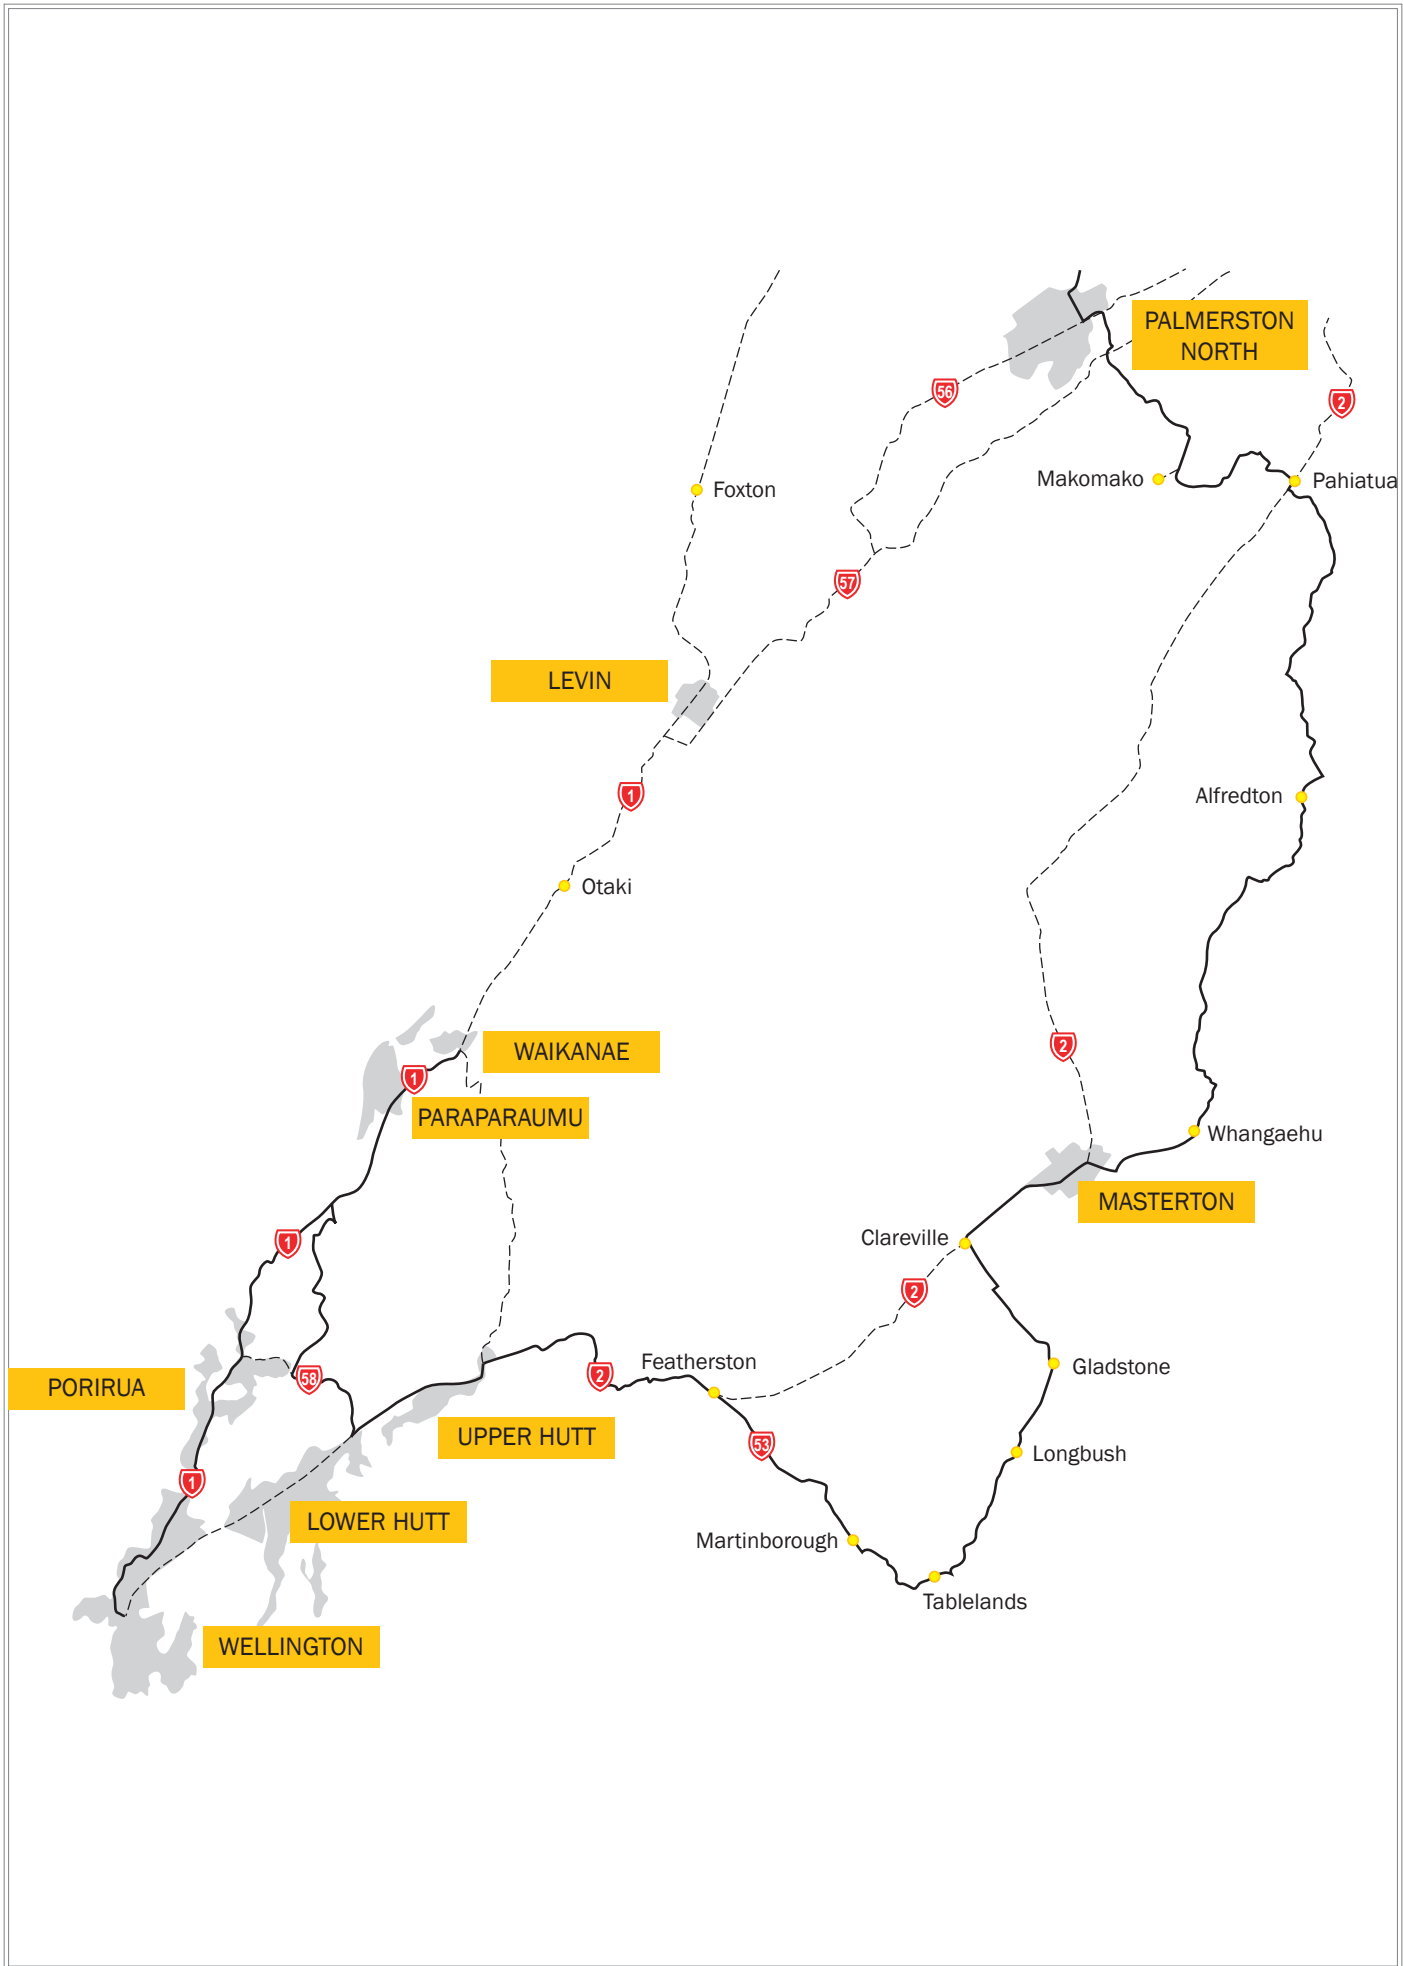 PALMERSTON
NORTH
56
2
Makomako
Pahiatua
Foxton
57
LEVIN
1
Alfredton
Otaki
2
WAIKANAE
1
PARAPARAUMU
Whangaehu
MASTERTON
Clareville
1
2
Featherston
Gladstone
58
2
PORIRUA
UPPER HUTT
53
Longbush
1
LOWER HUTT
Martinborough
Tablelands
WELLINGTON